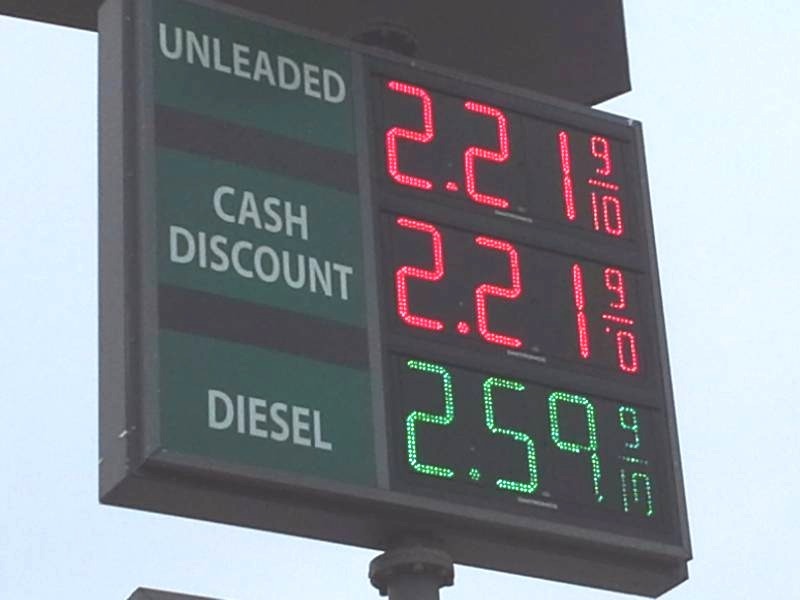 UNLEADED 2.21 9/10
CASH
DISCOUNT 2.21 9/10
DIESEL 2.59 9/10